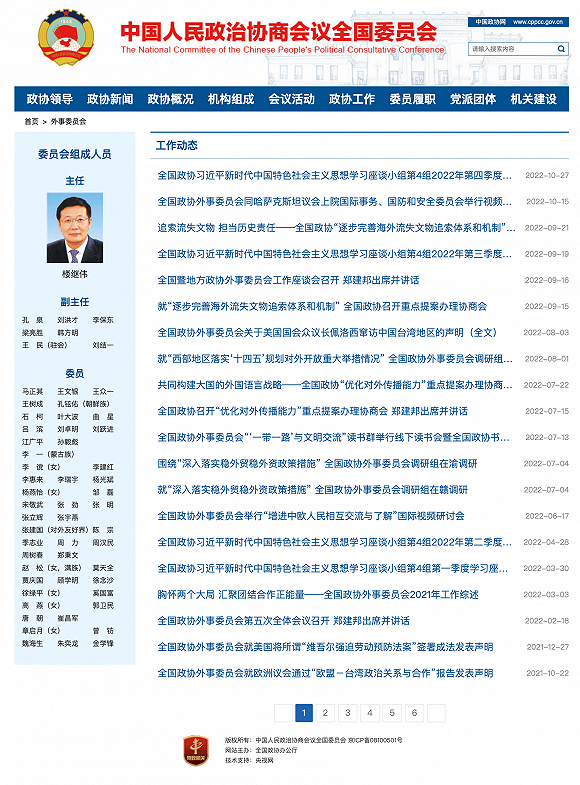 中国人民政治协商会议全国委员会
The National Committee of the Chinese People's Political Consultative Conference
中国政协网 www.cppcc.gov.cn
请输入搜索内容
政协领导 政协新闻 政协概况 机构组成 会议活动 政协工作 委员履职 党派团体 机关建设
首页 > 外事委员会
委员会组成人员
主任
楼继伟
副主任
孔 泉 刘洪才 李保东
梁亮胜 韩方明
王 民（驻会） 刘结一
委员
马正其 王文银 王众一
王树成 孔铉佑（朝鲜族）
石 柯 叶大波 曲 星
吕 滨 刘卓明 刘跃进
江广平 孙毅彪
李 一（蒙古族）
李 谠（女） 李建红
李惠来 李瑞宇 杨光斌
杨燕怡（女） 邹 磊
宋敬武 张 劲 张 明
张立辉 张宇燕
张建国（对外友好界）陈 宗
季志业 周 力 周汉民
周树春 郑秉文
赵 松（女，满族） 莫天全
贾庆国 顾学明 徐念沙
徐绿平（女） 奚国富
高 燕（女） 郭卫民
唐 朝 崔昌军
章启月（女） 曾 钫
魏海生 朱奕龙 金学锋
工作动态
全国政协习近平新时代中国特色社会主义思想学习座谈小组第4组2022年第四季度... 2022-10-27
全国政协外事委员会同哈萨克斯坦议会上院国际事务、国防和安全委员会举行视频... 2022-10-15
追索流失文物 担当历史责任——全国政协“逐步完善海外流失文物追索体系和机制”... 2022-09-21
全国政协习近平新时代中国特色社会主义思想学习座谈小组第4组2022年第三季度... 2022-09-19
全国暨地方政协外事委员会工作座谈会召开 郑建邦出席并讲话 2022-09-16
就“逐步完善海外流失文物追索体系和机制” 全国政协召开重点提案办理协商会 2022-09-15
全国政协外事委员会关于美国国会众议长佩洛西窜访中国台湾地区的声明（全文） 2022-08-03
就“西部地区落实‘十四五’规划对外开放重大举措情况” 全国政协外事委员会调研组... 2022-08-01
共同构建大国的外国语言战略——全国政协“优化对外传播能力”重点提案办理协商... 2022-07-22
全国政协召开“优化对外传播能力”重点提案办理协商会 郑建邦出席并讲话 2022-07-15
全国政协外事委员会“‘一带一路’与文明交流”读书群举行线下读书会暨全国政协书... 2022-07-13
围绕“深入落实稳外贸稳外资政策措施” 全国政协外事委员会调研组在渝调研 2022-07-04
就“深入落实稳外贸稳外资政策措施” 全国政协外事委员会调研组在赣调研 2022-07-04
全国政协外事委员会举行“增进中欧人民相互交流与了解”国际视频研讨会 2022-06-17
全国政协习近平新时代中国特色社会主义思想学习座谈小组第4组2022年第二季度... 2022-04-28
全国政协习近平新时代中国特色社会主义思想学习座谈小组第4组第一季度学习座... 2022-03-30
胸怀两个大局 汇聚团结合作正能量——全国政协外事委员会2021年工作综述 2022-03-03
全国政协外事委员会第五次全体会议召开 郑建邦出席并讲话 2022-02-18
全国政协外事委员会就美国将所谓“维吾尔强迫劳动预防法案”签署成法发表声明 2021-12-27
全国政协外事委员会就欧洲议会通过“欧盟－台湾政治关系与合作”报告发表声明 2021-10-22
1 2 3 4 5 6
版权所有：中国人民政治协商会议全国委员会 京ICP备08100501号
网站主办：全国政协办公厅
技术支持：央视网
党政机关